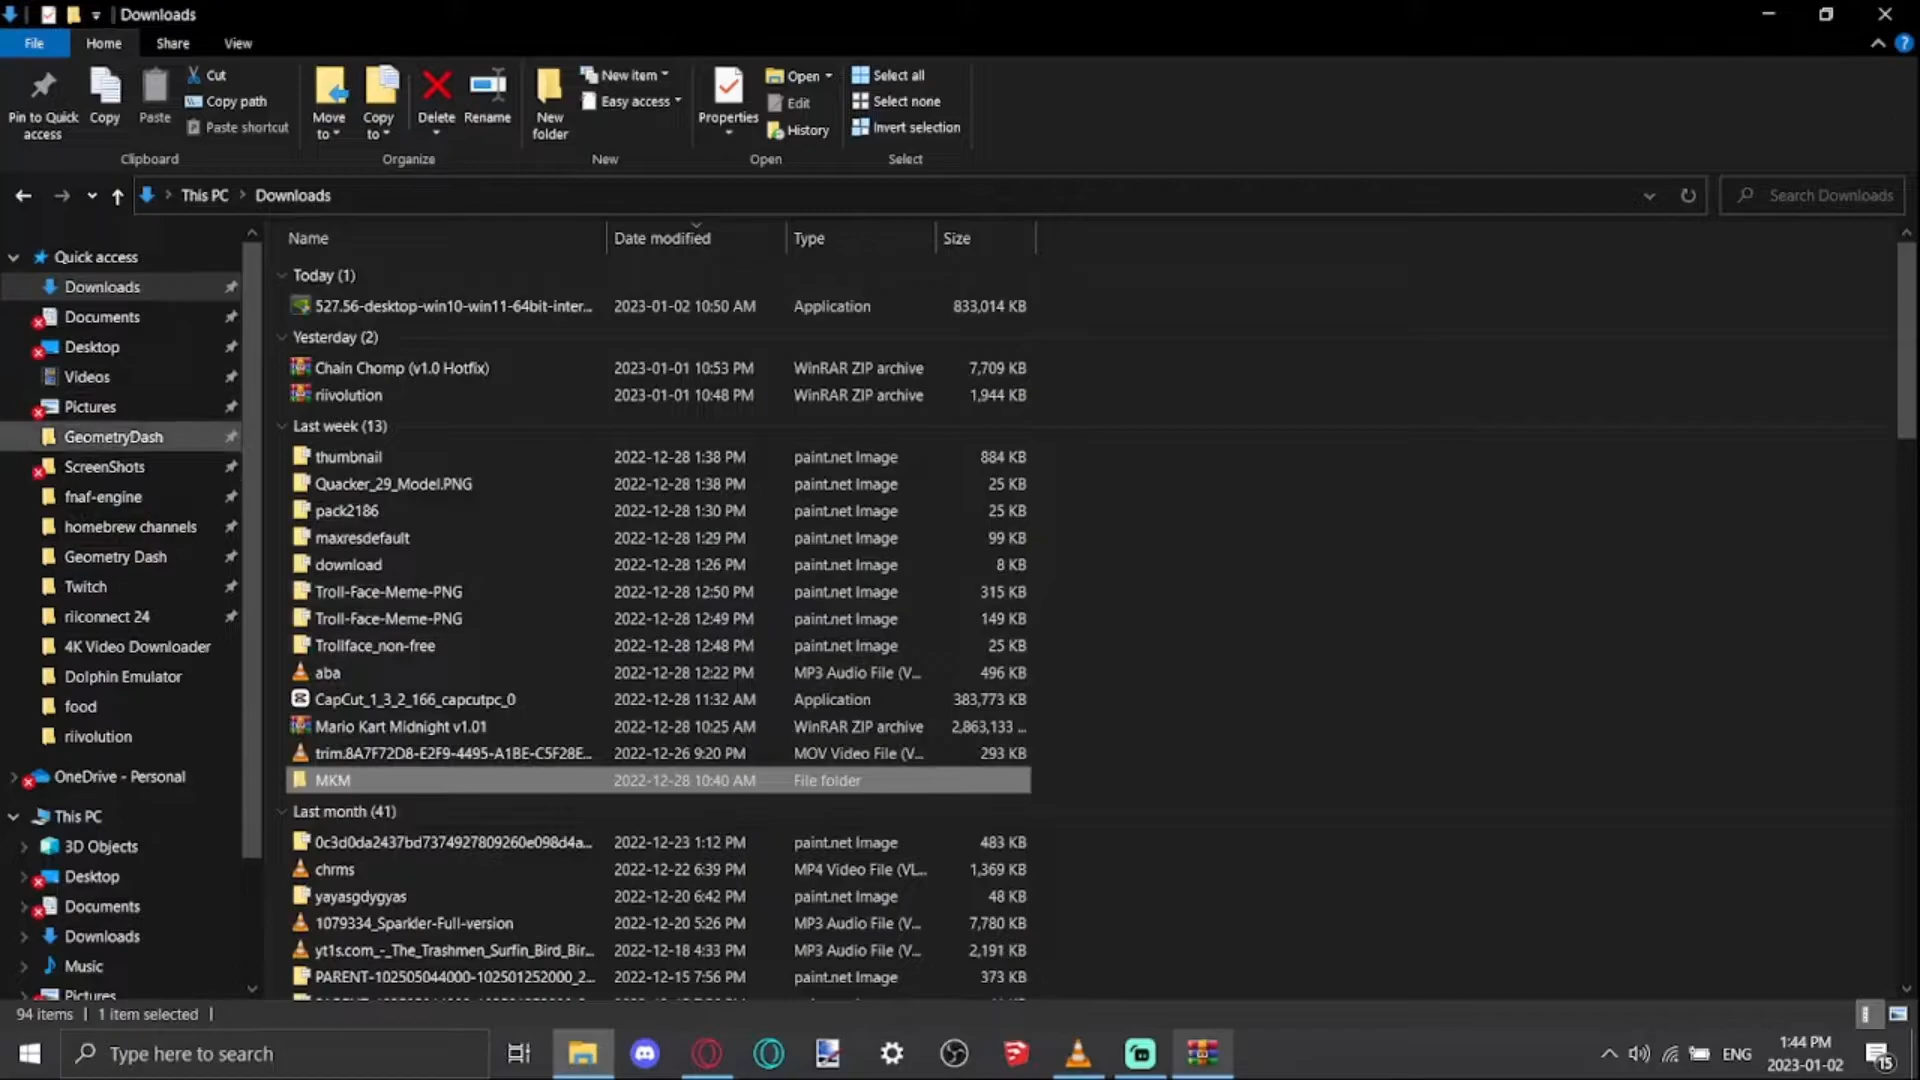 Downloads
File Home Share View
Pin to Quick access
Copy
Paste
Cut
Copy path
Paste shortcut
Clipboard
Move to
Copy to
Delete
Rename
Organize
New folder
New item
Easy access
New
Properties
Open
Edit
History
Open
Select all
Select none
Invert selection
Select
This PC > Downloads
Search Downloads
Quick access
Downloads
Documents
Desktop
Videos
Pictures
GeometryDash
ScreenShots
fnaf-engine
homebrew channels
Geometry Dash
Twitch
riiconnect 24
4K Video Downloader
Dolphin Emulator
food
riivolution
OneDrive - Personal
This PC
3D Objects
Desktop
Documents
Downloads
Music
Pictures
Name Date modified Type Size
Today (1)
527.56-desktop-win10-win11-64bit-inter... 2023-01-02 10:50 AM Application 833,014 KB
Yesterday (2)
Chain Chomp (v1.0 Hotfix) 2023-01-01 10:53 PM WinRAR ZIP archive 7,709 KB
riivolution 2023-01-01 10:48 PM WinRAR ZIP archive 1,944 KB
Last week (13)
thumbnail 2022-12-28 1:38 PM paint.net Image 884 KB
Quacker_29_Model.PNG 2022-12-28 1:38 PM paint.net Image 25 KB
pack2186 2022-12-28 1:30 PM paint.net Image 25 KB
maxresdefault 2022-12-28 1:29 PM paint.net Image 99 KB
download 2022-12-28 1:26 PM paint.net Image 8 KB
Troll-Face-Meme-PNG 2022-12-28 12:50 PM paint.net Image 315 KB
Troll-Face-Meme-PNG 2022-12-28 12:49 PM paint.net Image 149 KB
Trollface_non-free 2022-12-28 12:48 PM paint.net Image 25 KB
aba 2022-12-28 12:22 PM MP3 Audio File (V... 496 KB
CapCut_1_3_2_166_capcutpc_0 2022-12-28 11:32 AM Application 383,773 KB
Mario Kart Midnight v1.01 2022-12-28 10:25 AM WinRAR ZIP archive 2,863,133 ...
trim.8A7F72D8-E2F9-4495-A1BE-C5F28E... 2022-12-26 9:20 PM MOV Video File (V... 293 KB
MKM 2022-12-28 10:40 AM File folder
Last month (41)
0c3d0da2437bd7374927809260e098d4a... 2022-12-23 1:12 PM paint.net Image 483 KB
chrms 2022-12-22 6:39 PM MP4 Video File (VL... 1,369 KB
yayasgdygyas 2022-12-20 6:42 PM paint.net Image 48 KB
1079334_Sparkler-Full-version 2022-12-20 5:26 PM MP3 Audio File (V... 7,780 KB
yt1s.com_-_The_Trashmen_Surfin_Bird_Bir... 2022-12-18 4:33 PM MP3 Audio File (V... 2,191 KB
PARENT-102505044000-102501252000_2... 2022-12-15 7:56 PM paint.net Image 373 KB
94 items 1 item selected
Type here to search
ENG
1:44 PM
2023-01-02
15